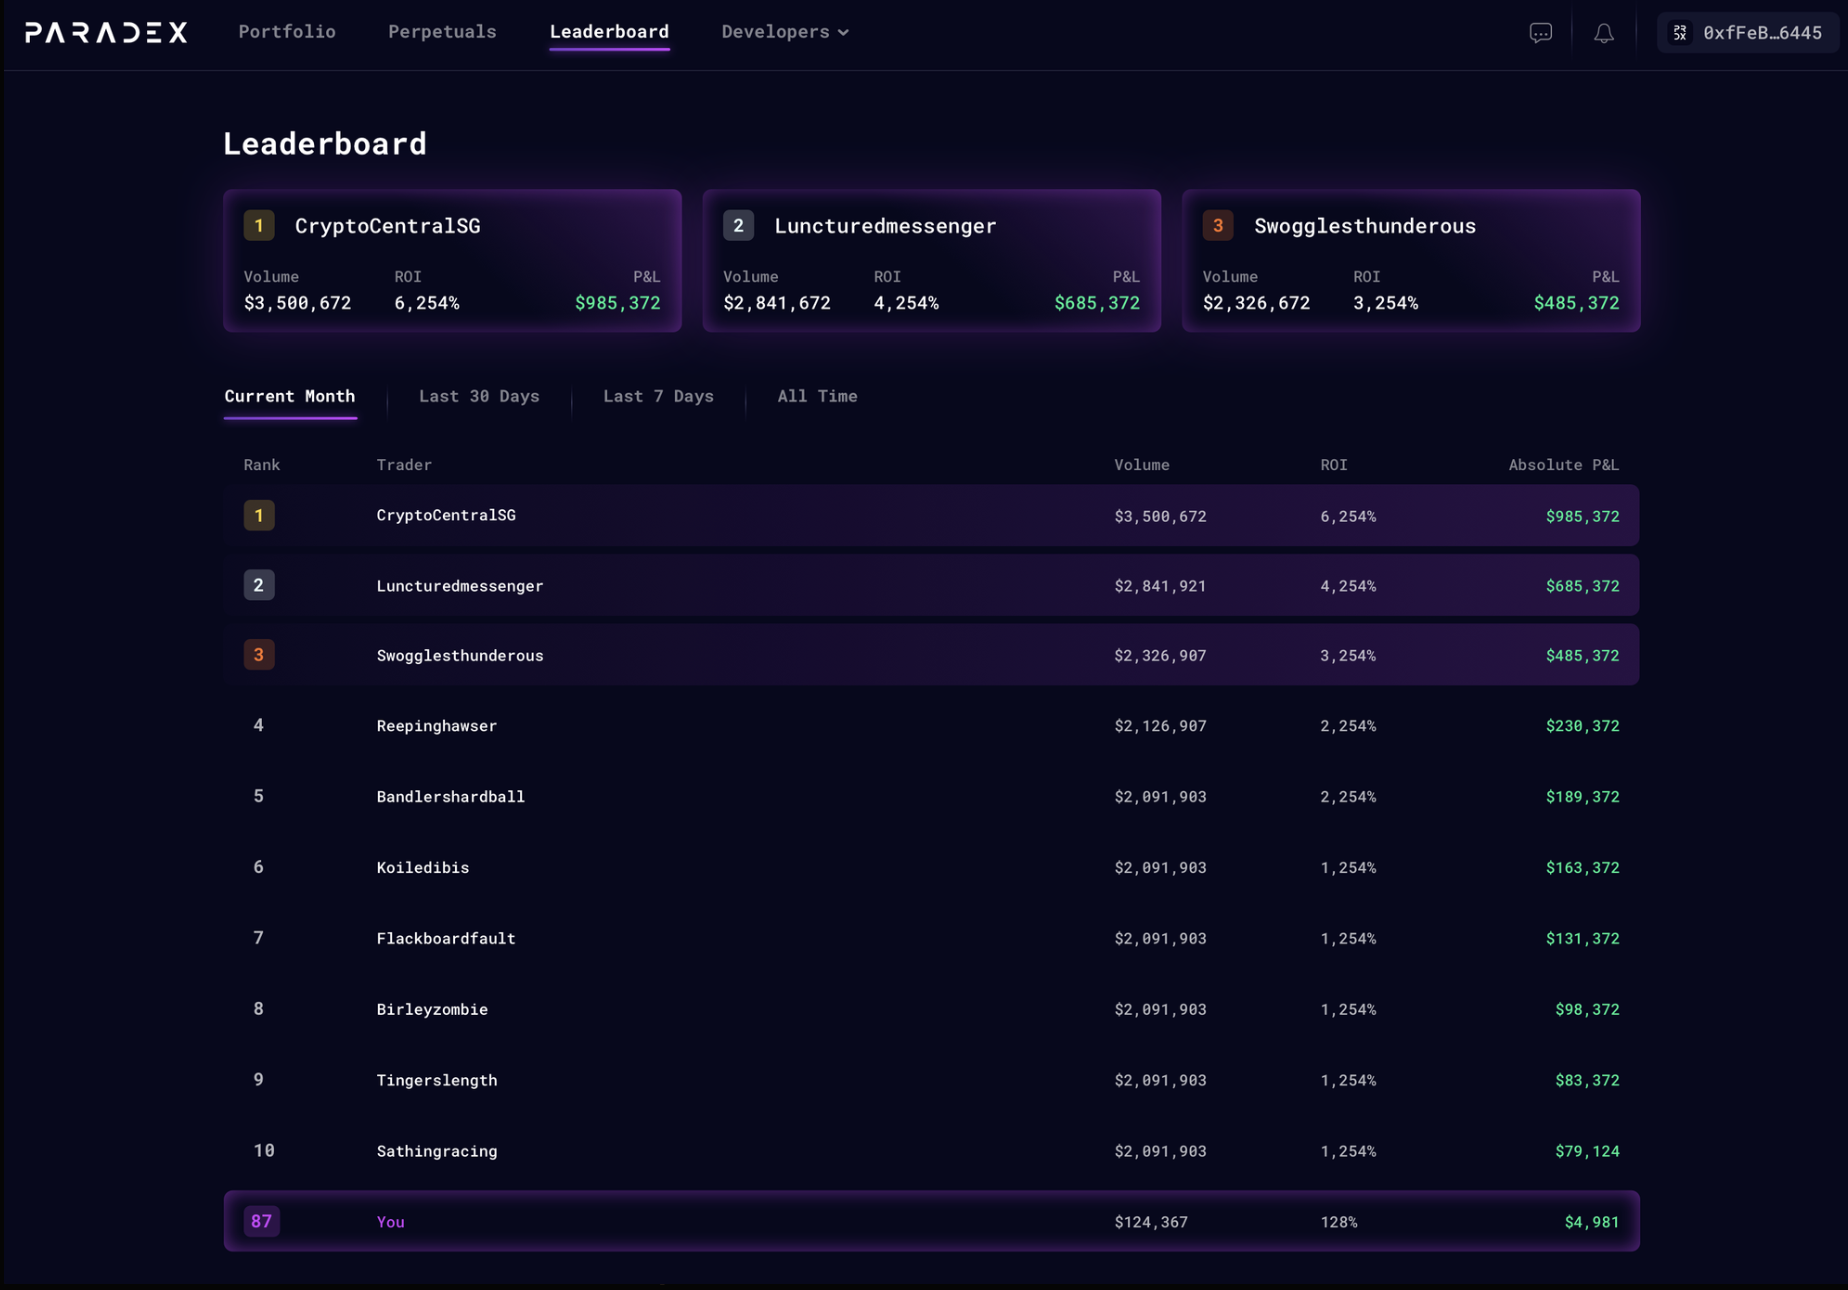 PARADEX Portfolio Perpetuals Leaderboard Developers PRDX 0xfFeB…6445
Leaderboard
1 CryptoCentralSG 2 Luncturedmessenger 3 Swogglesthunderous
Volume ROI P&L Volume ROI P&L Volume ROI P&L
$3,500,672 6,254% $985,372 $2,841,672 4,254% $685,372 $2,326,672 3,254% $485,372
Current Month Last 30 Days Last 7 Days All Time
Rank Trader Volume ROI Absolute P&L
1 CryptoCentralSG $3,500,672 6,254% $985,372
2 Luncturedmessenger $2,841,921 4,254% $685,372
3 Swogglesthunderous $2,326,907 3,254% $485,372
4 Reepinghawser $2,126,907 2,254% $230,372
5 Bandlershardball $2,091,903 2,254% $189,372
6 Koiledibis $2,091,903 1,254% $163,372
7 Flackboardfault $2,091,903 1,254% $131,372
8 Birleyzombie $2,091,903 1,254% $98,372
9 Tingerslength $2,091,903 1,254% $83,372
10 Sathingracing $2,091,903 1,254% $79,124
87 You $124,367 128% $4,981